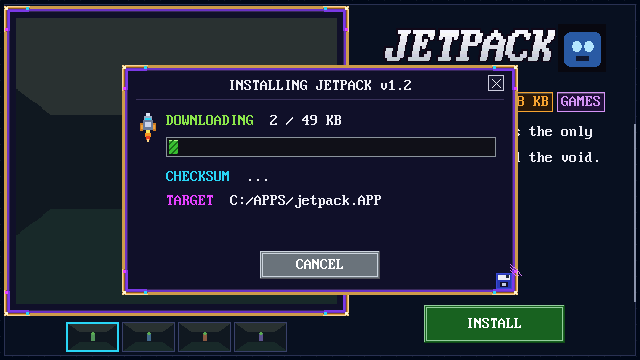 JETPACK
INSTALLING JETPACK v1.2
KB GAMES
DOWNLOADING 2 / 49 KB
the only
CHECKSUM ...
the void.
TARGET C:/APPS/jetpack.APP
CANCEL
INSTALL